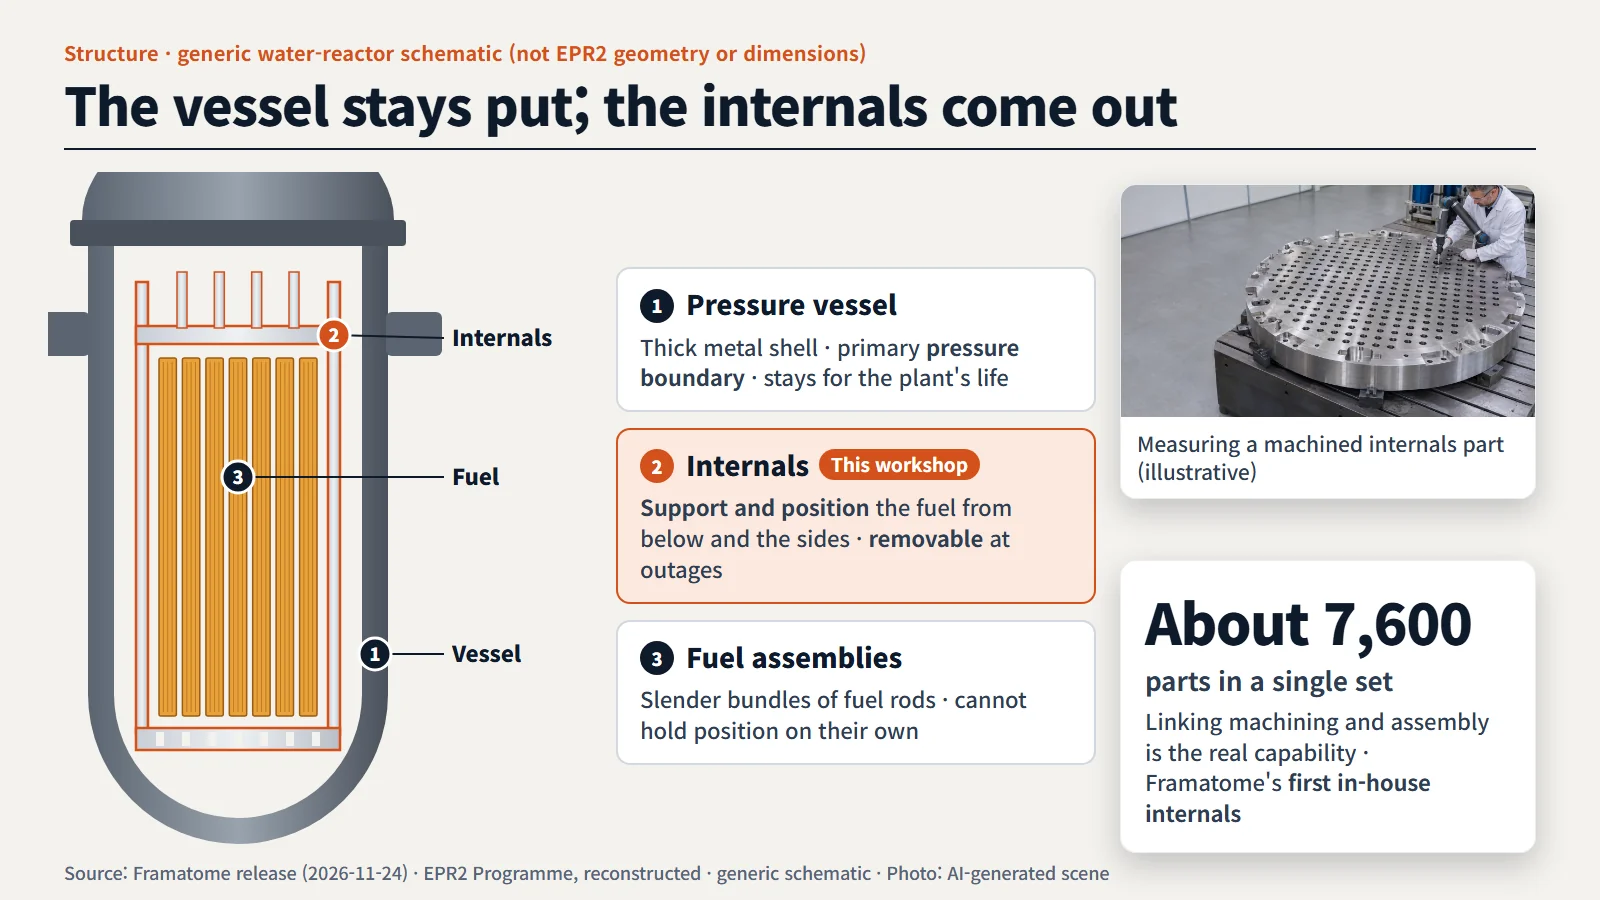 Structure · generic water-reactor schematic (not EPR2 geometry or dimensions)
The vessel stays put; the internals come out
2
Internals
3
Fuel
1
Vessel
1 Pressure vessel
Thick metal shell · primary pressure
boundary · stays for the plant's life
2 Internals This workshop
Support and position the fuel from
below and the sides · removable at
outages
3 Fuel assemblies
Slender bundles of fuel rods · cannot
hold position on their own
Measuring a machined internals part
(illustrative)
About 7,600
parts in a single set
Linking machining and assembly
is the real capability ·
Framatome's first in-house
internals
Source: Framatome release (2026-11-24) · EPR2 Programme, reconstructed · generic schematic · Photo: AI-generated scene